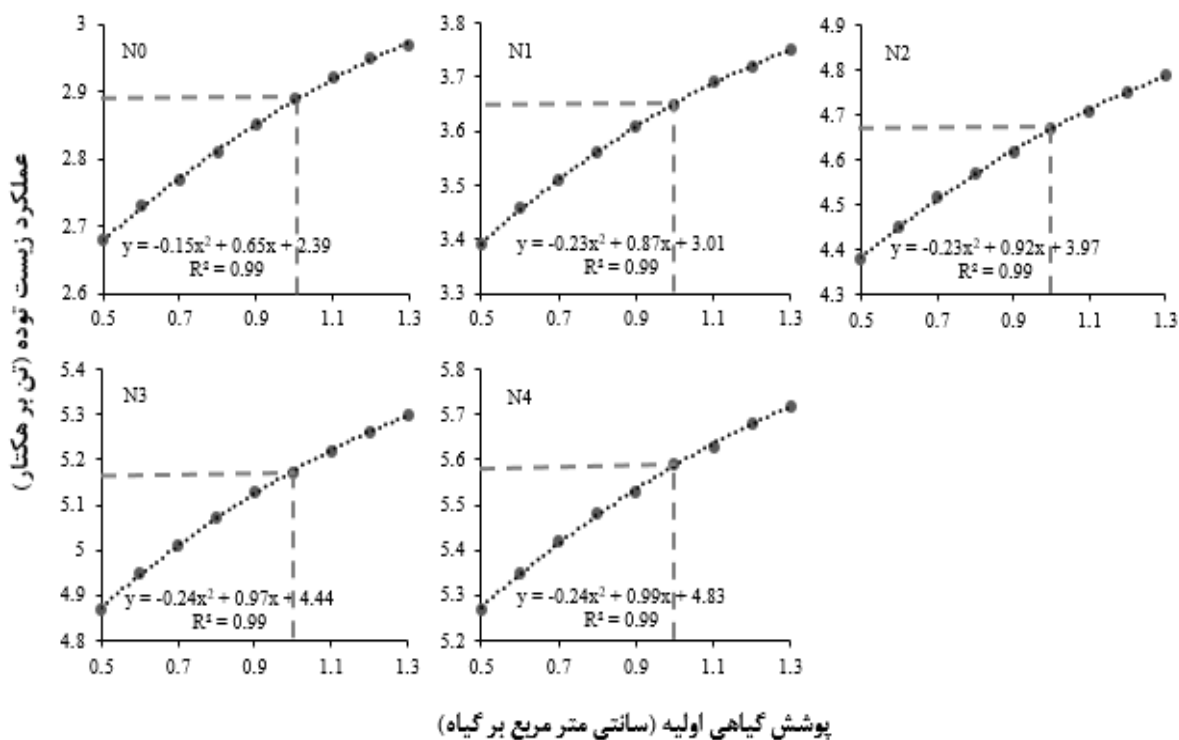 عملکرد زیست توده (تن بر هکتار)
N0
3
2.9
2.8
2.7
2.6
y = -0.15x² + 0.65x + 2.39
R² = 0.99
0.5 0.7 0.9 1.1 1.3
N1
3.8
3.7
3.6
3.5
3.4
3.3
y = -0.23x² + 0.87x + 3.01
R² = 0.99
0.5 0.7 0.9 1.1 1.3
N2
4.9
4.8
4.7
4.6
4.5
4.4
4.3
y = -0.23x² + 0.92x + 3.97
R² = 0.99
0.5 0.7 0.9 1.1 1.3
N3
5.4
5.3
5.2
5.1
5
4.9
4.8
y = -0.24x² + 0.97x + 4.44
R² = 0.99
0.5 0.7 0.9 1.1 1.3
N4
5.8
5.7
5.6
5.5
5.4
5.3
5.2
y = -0.24x² + 0.99x + 4.83
R² = 0.99
0.5 0.7 0.9 1.1 1.3
پوشش گیاهی اولیه (سانتی متر مربع بر گیاه)